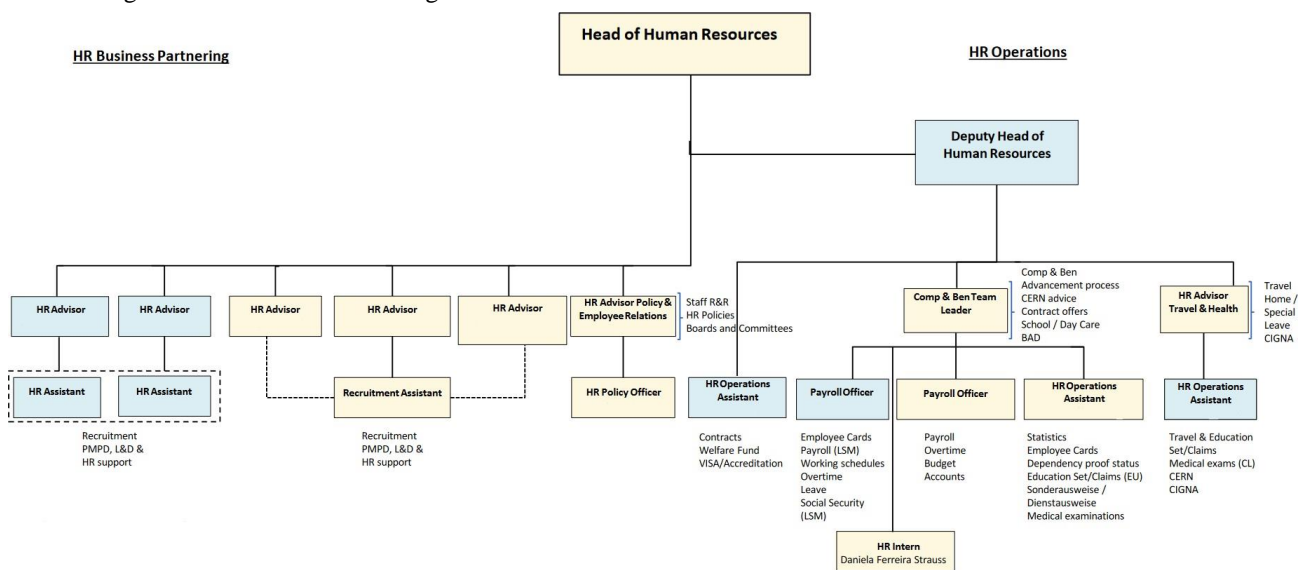 Head of Human Resources
HR Business Partnering
HR Operations
Deputy Head of
Human Resources
HR Advisor
HR Advisor
HR Advisor
HR Advisor
HR Advisor
HR Advisor Policy &
Employee Relations
Staff R&R
HR Policies
Boards and Committees
Comp & Ben Team
Leader
Comp & Ben
Advancement process
CERN advice
Contract offers
School / Day Care
BAD
HR Advisor
Travel & Health
Travel
Home /
Special
Leave
CIGNA
HR Assistant
HR Assistant
Recruitment
PMPD, L&D &
HR support
Recruitment Assistant
Recruitment
PMPD, L&D &
HR support
HR Policy Officer
HR Operations
Assistant
Contracts
Welfare Fund
VISA/Accreditation
Payroll Officer
Employee Cards
Payroll (LSM)
Working schedules
Overtime
Leave
Social Security
(LSM)
Payroll Officer
Payroll
Overtime
Budget
Accounts
HR Operations
Assistant
Statistics
Employee Cards
Dependency proof status
Education Set/Claims (EU)
Sonderausweise /
Dienstausweise
Medical examinations
HR Operations
Assistant
Travel & Education
Set/Claims
Medical exams (CL)
CERN
CIGNA
HR Intern
Daniela Ferreira Strauss